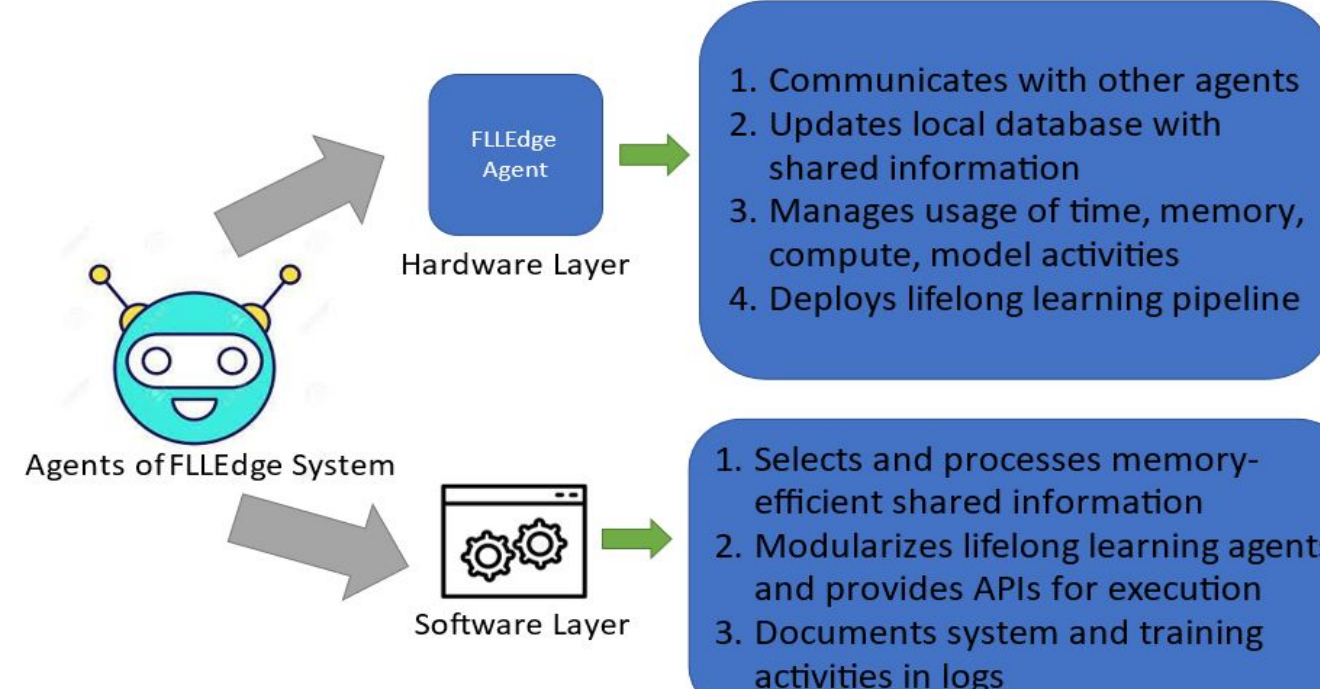 FLLEdge
Agent
Hardware Layer
1. Communicates with other agents
2. Updates local database with
shared information
3. Manages usage of time, memory,
compute, model activities
4. Deploys lifelong learning pipeline
Agents of FLLEdge System
Software Layer
1. Selects and processes memory-
efficient shared information
2. Modularizes lifelong learning agents
and provides APIs for execution
3. Documents system and training
activities in logs